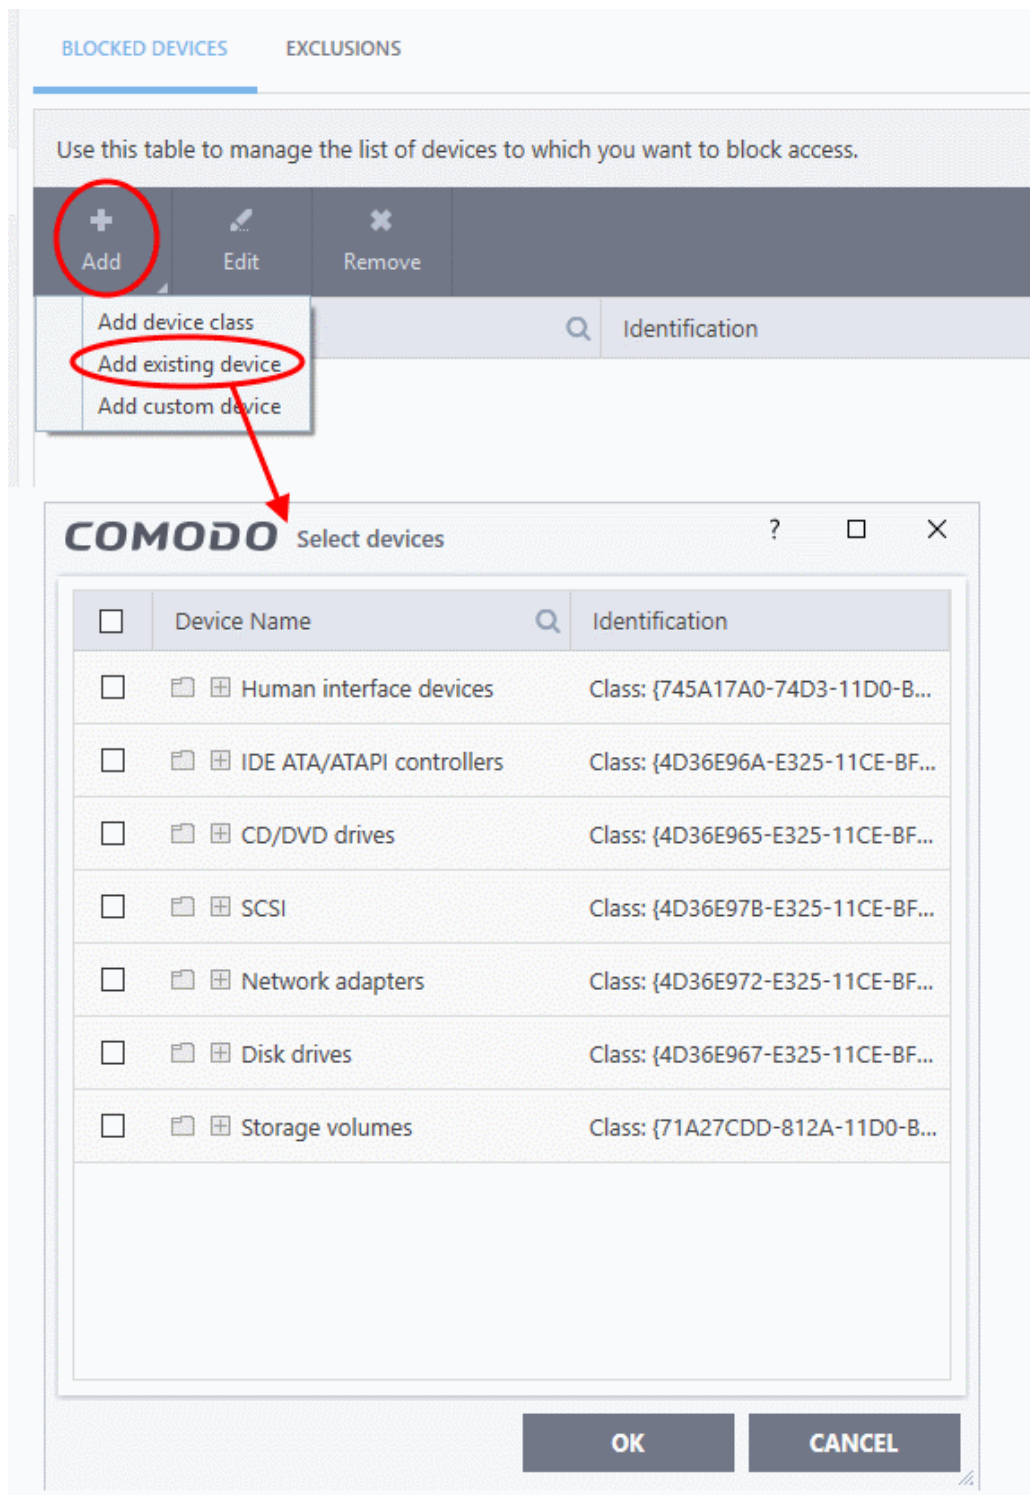 BLOCKED DEVICES EXCLUSIONS
Use this table to manage the list of devices to which you want to block access.
Add Edit Remove
Add device class
Identification
Add existing device
Add custom device
COMODO Select devices ?
Device Name Identification
Human interface devices Class: {745A17A0-74D3-11D0-B...
IDE ATA/ATAPI controllers Class: {4D36E96A-E325-11CE-BF...
CD/DVD drives Class: {4D36E965-E325-11CE-BF...
SCSI Class: {4D36E97B-E325-11CE-BF...
Network adapters Class: {4D36E972-E325-11CE-BF...
Disk drives Class: {4D36E967-E325-11CE-BF...
Storage volumes Class: {71A27CDD-812A-11D0-B...
OK CANCEL